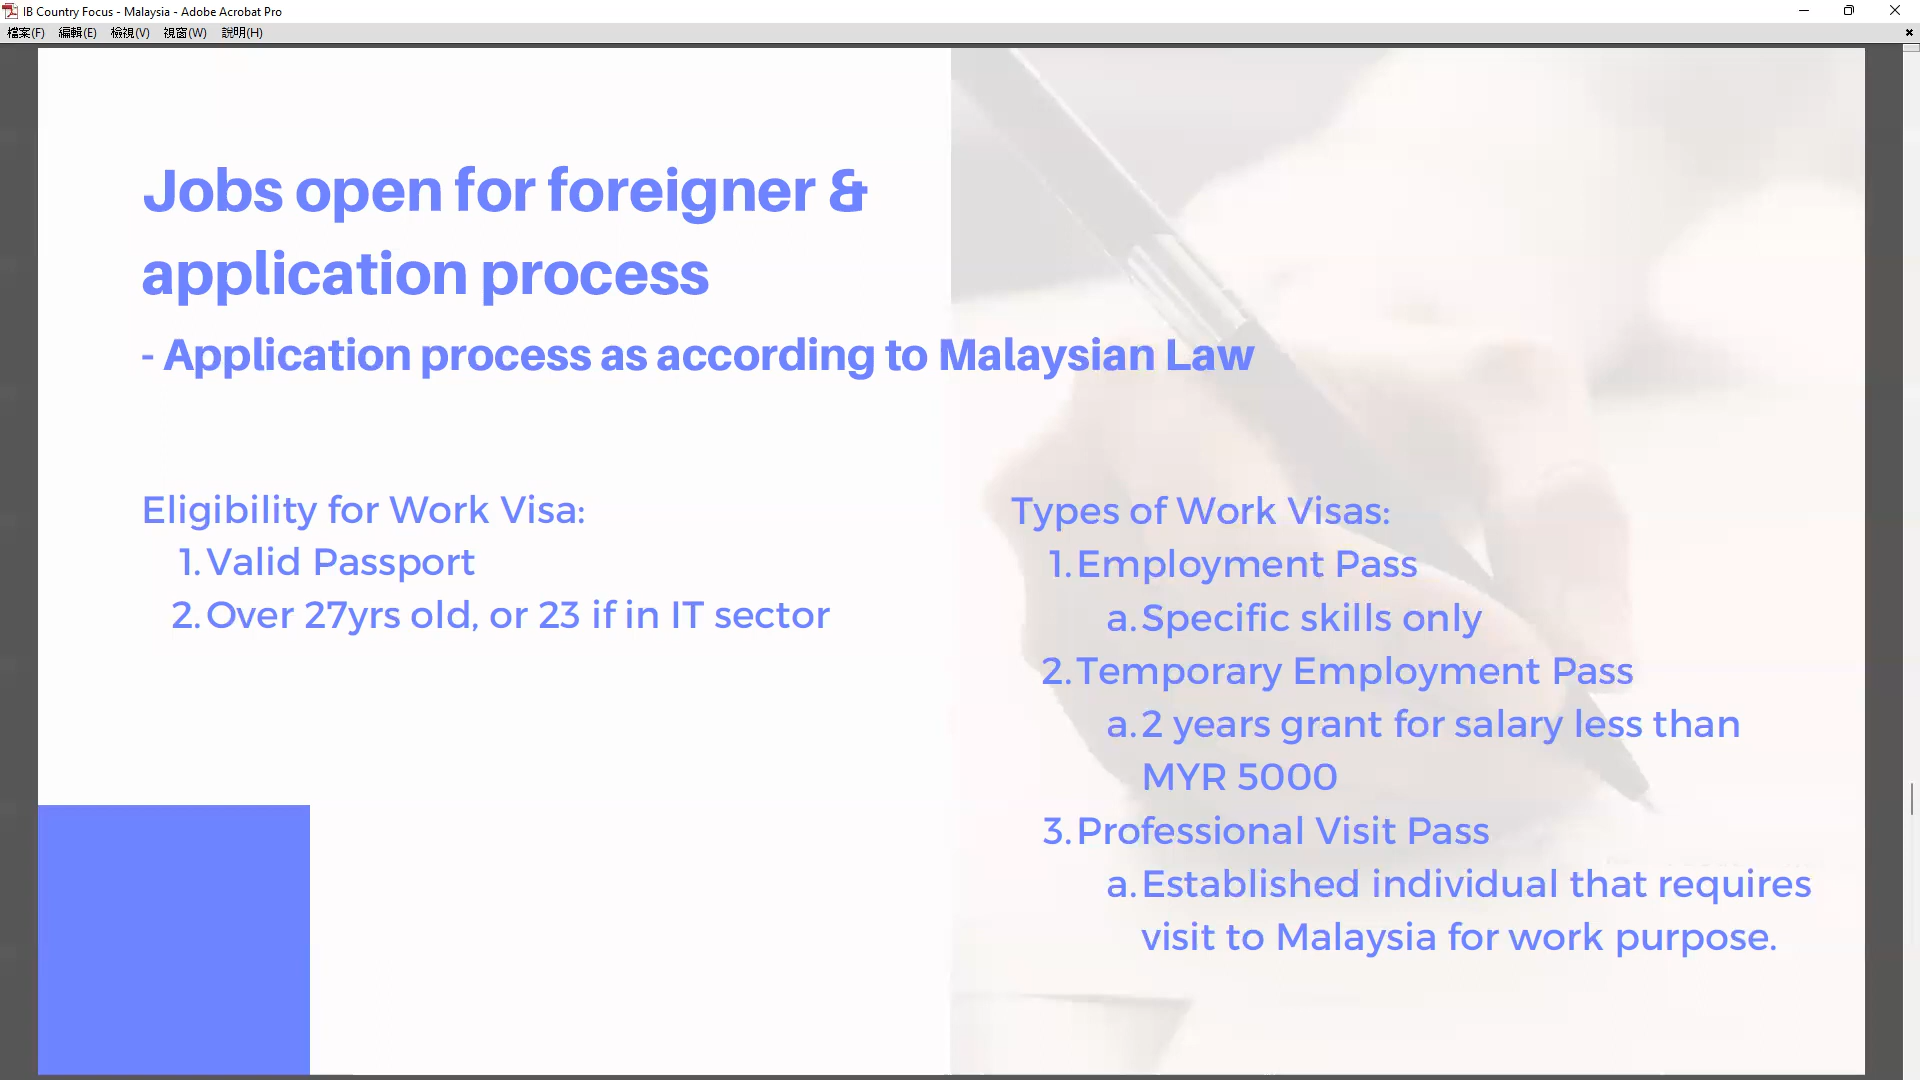 IB Country Focus - Malaysia - Adobe Acrobat Pro
檔案(F) 編輯(E) 檢視(V) 視窗(W) 說明(H)
Jobs open for foreigner &
application process
- Application process as according to Malaysian Law
Eligibility for Work Visa:
1. Valid Passport
2. Over 27yrs old, or 23 if in IT sector
Types of Work Visas:
1. Employment Pass
a. Specific skills only
2. Temporary Employment Pass
a. 2 years grant for salary less than
MYR 5000
3. Professional Visit Pass
a. Established individual that requires
visit to Malaysia for work purpose.